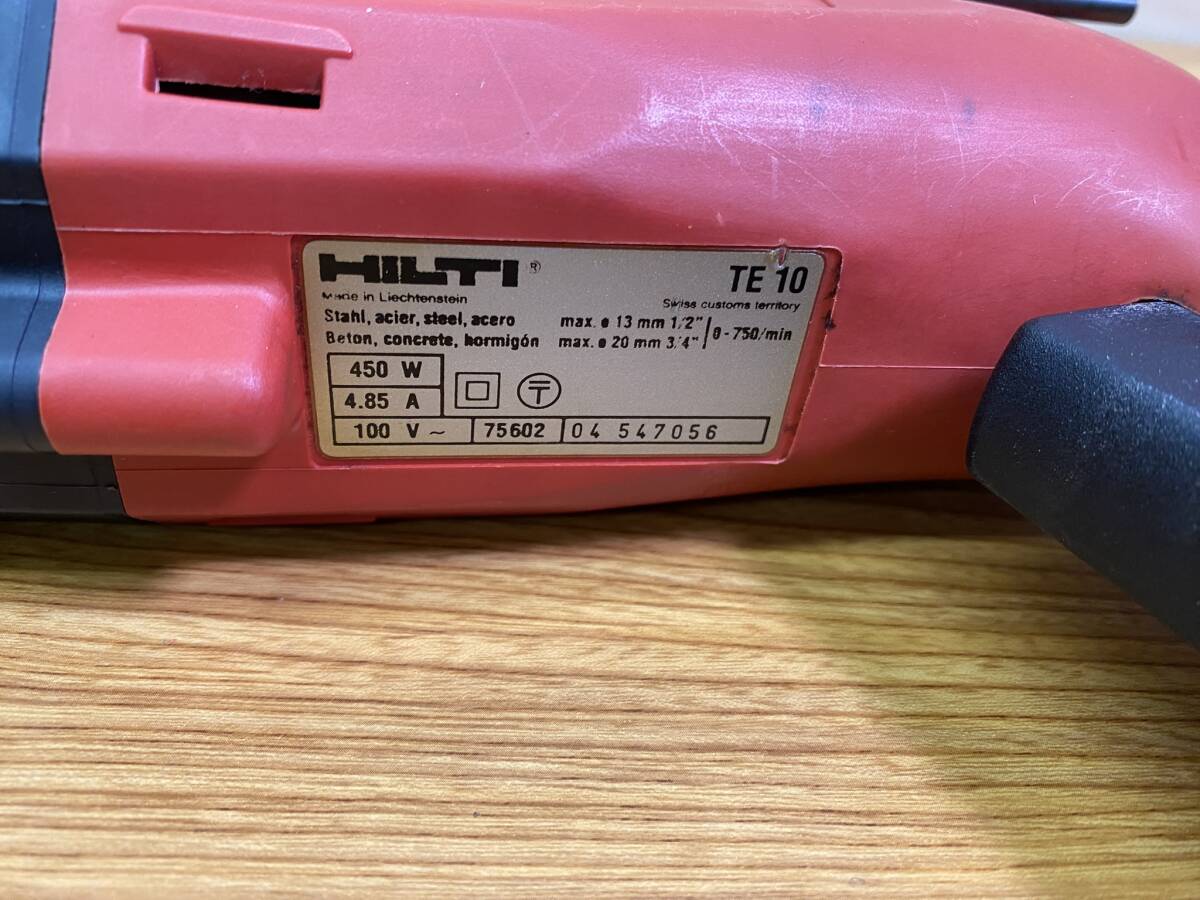 HILTI ® TE 10
Made in Liechtenstein Swiss customs territory
Stahl, acier, steel, acero max. ø 13 mm 1/2"
Beton, concrete, hormigón max. ø 20 mm 3/4" 0-750/min
450 W
4.85 A
100 V ~ 75602 04 547056